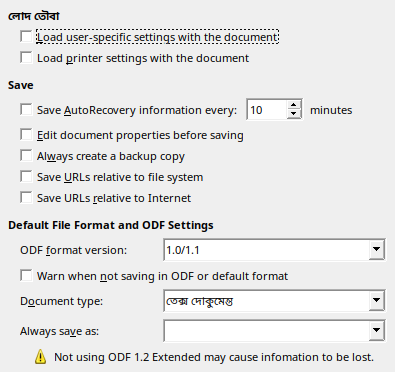 লোদ তৌবা
Load user-specific settings with the document
Load printer settings with the document
Save
Save AutoRecovery information every: 10 minutes
Edit document properties before saving
Always create a backup copy
Save URLs relative to file system
Save URLs relative to Internet
Default File Format and ODF Settings
ODF format version: 1.0/1.1
Warn when not saving in ODF or default format
Document type: তেক্স দোকুমেন্ত
Always save as:
Not using ODF 1.2 Extended may cause infomation to be lost.